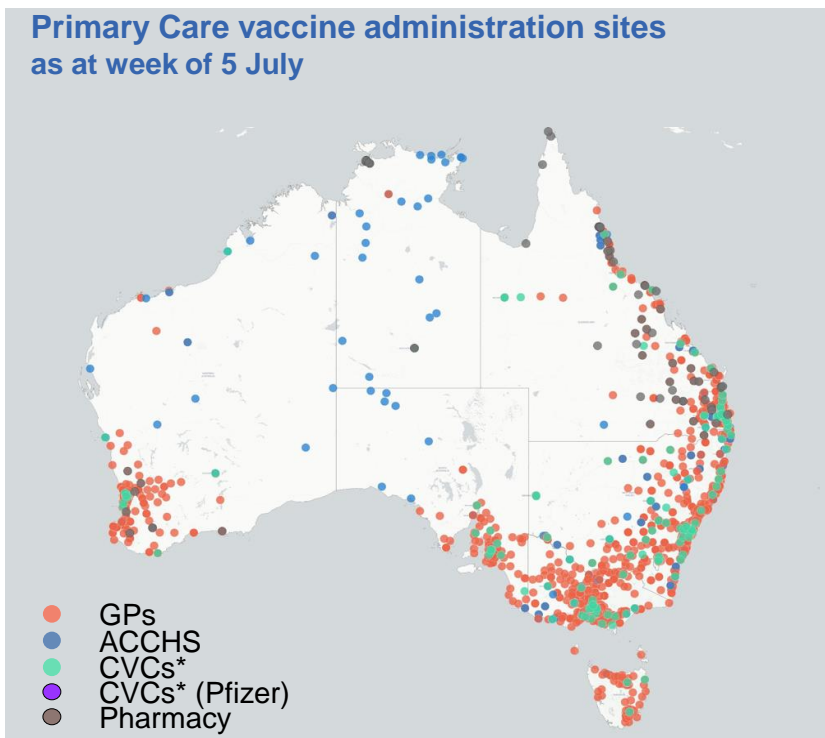 Primary Care vaccine administration sites
as at week of 5 July
GPs
ACCHS
CVCs*
CVCs* (Pfizer)
Pharmacy